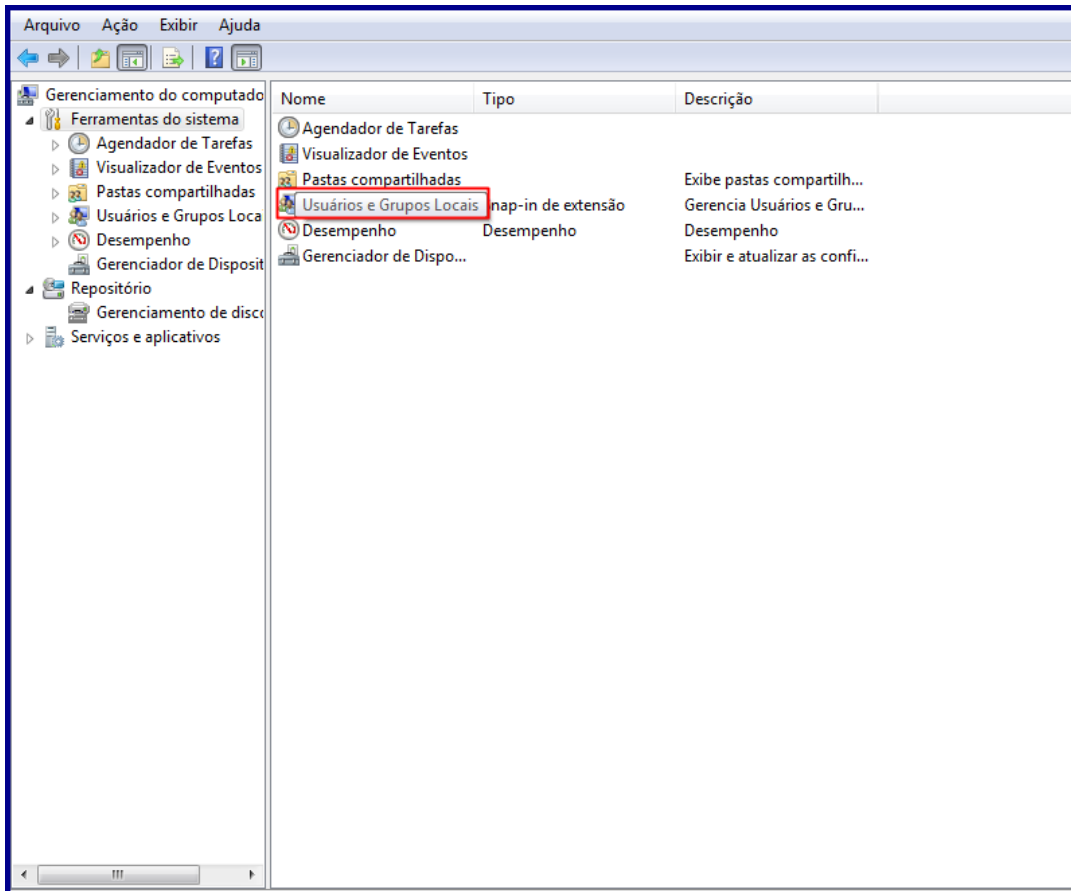 Arquivo Ação Exibir Ajuda
Gerenciamento do computado
Ferramentas do sistema
Agendador de Tarefas
Visualizador de Eventos
Pastas compartilhadas
Usuários e Grupos Loca
Desempenho
Gerenciador de Disposit
Repositório
Gerenciamento de disco
Serviços e aplicativos
Nome Tipo Descrição
Agendador de Tarefas
Visualizador de Eventos
Pastas compartilhadas Exibe pastas compartilh...
Usuários e Grupos Locais nap-in de extensão Gerencia Usuários e Gru...
Desempenho Desempenho Desempenho
Gerenciador de Dispo... Exibir e atualizar as confi...